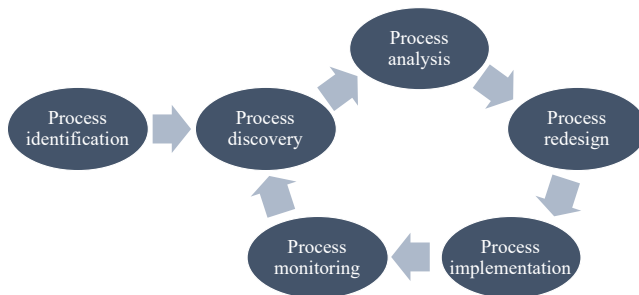 Process
identification
Process
discovery
Process
analysis
Process
redesign
Process
implementation
Process
monitoring